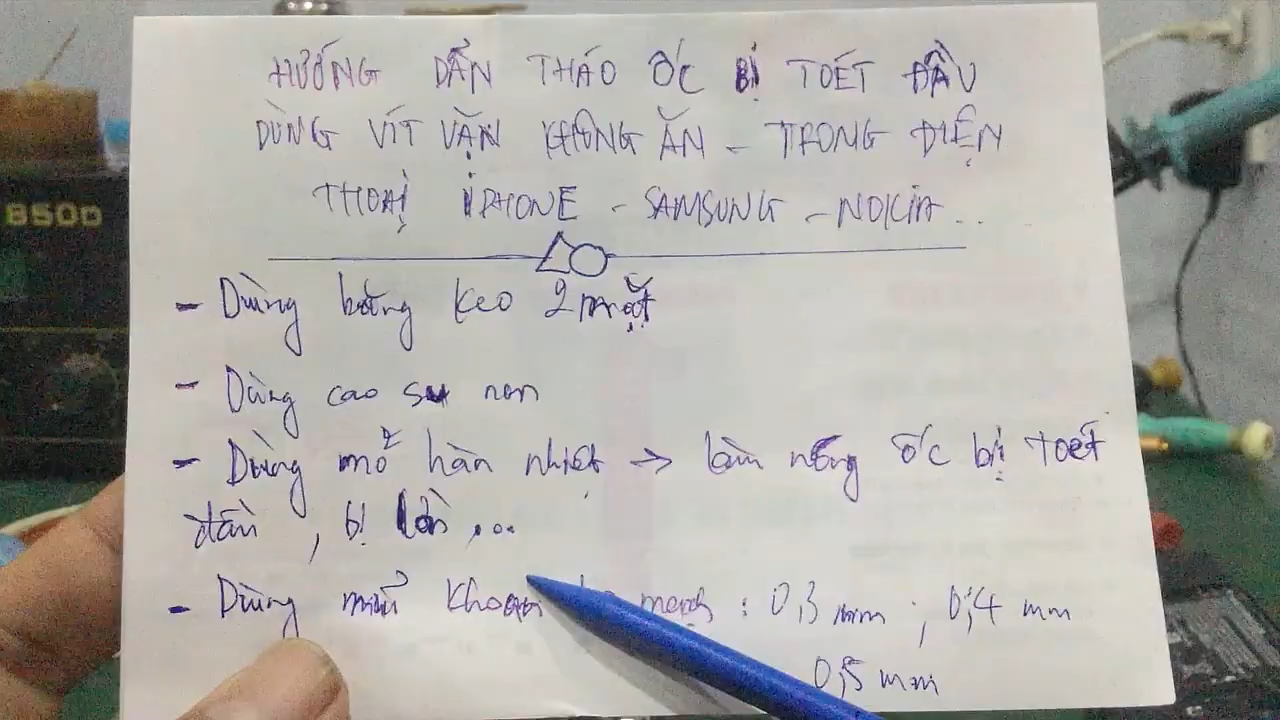 8500
HƯỚNG DẪN THÁO ỐC BỊ TOÉT ĐẦU
DÙNG VÍT VẶN KHÔNG ĂN - TRONG ĐIỆN
THOẠI IPHONE - SAMSUNG - NOKIA...
- Dùng băng keo 2 mặt
- Dùng cao su non
- Dùng mỏ hàn nhiệt → làm nóng ốc bị toét
đầu, bị lờn,...
- Dùng mũi khoan mạch : 0,3 mm ; 0,4 mm
0,5 mm